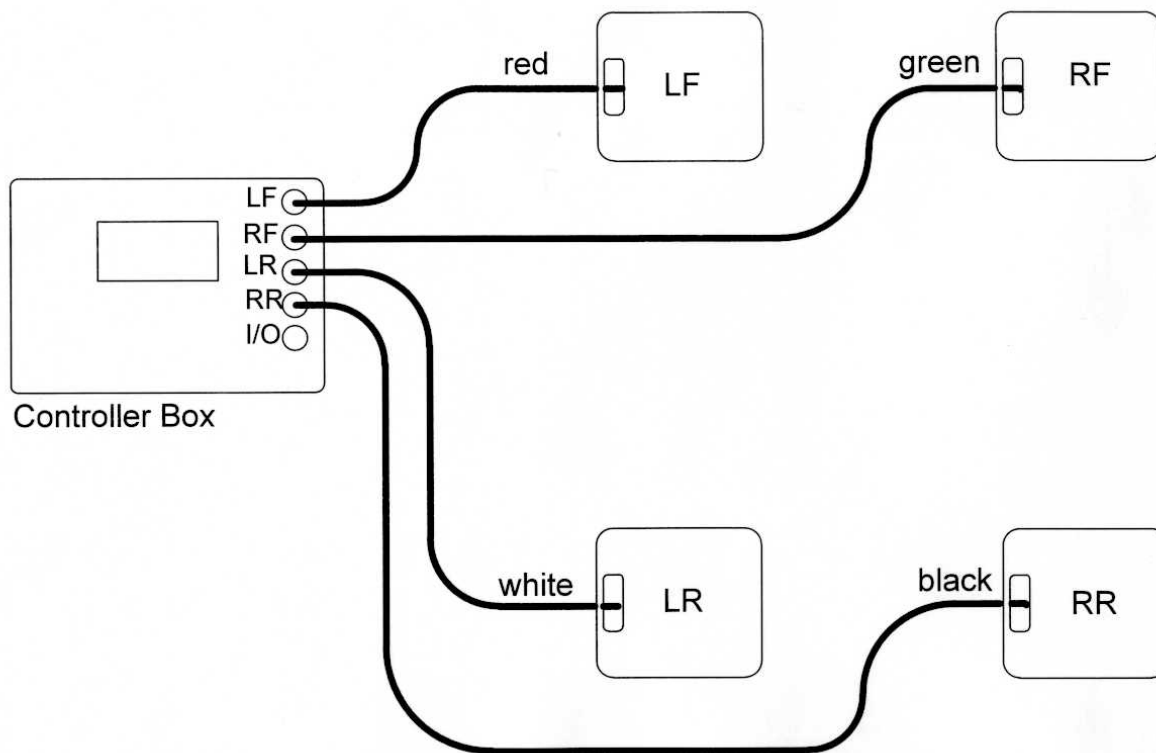 red
LF
green
RF
LF
RF
LR
RR
I/O
Controller Box
white
LR
black
RR